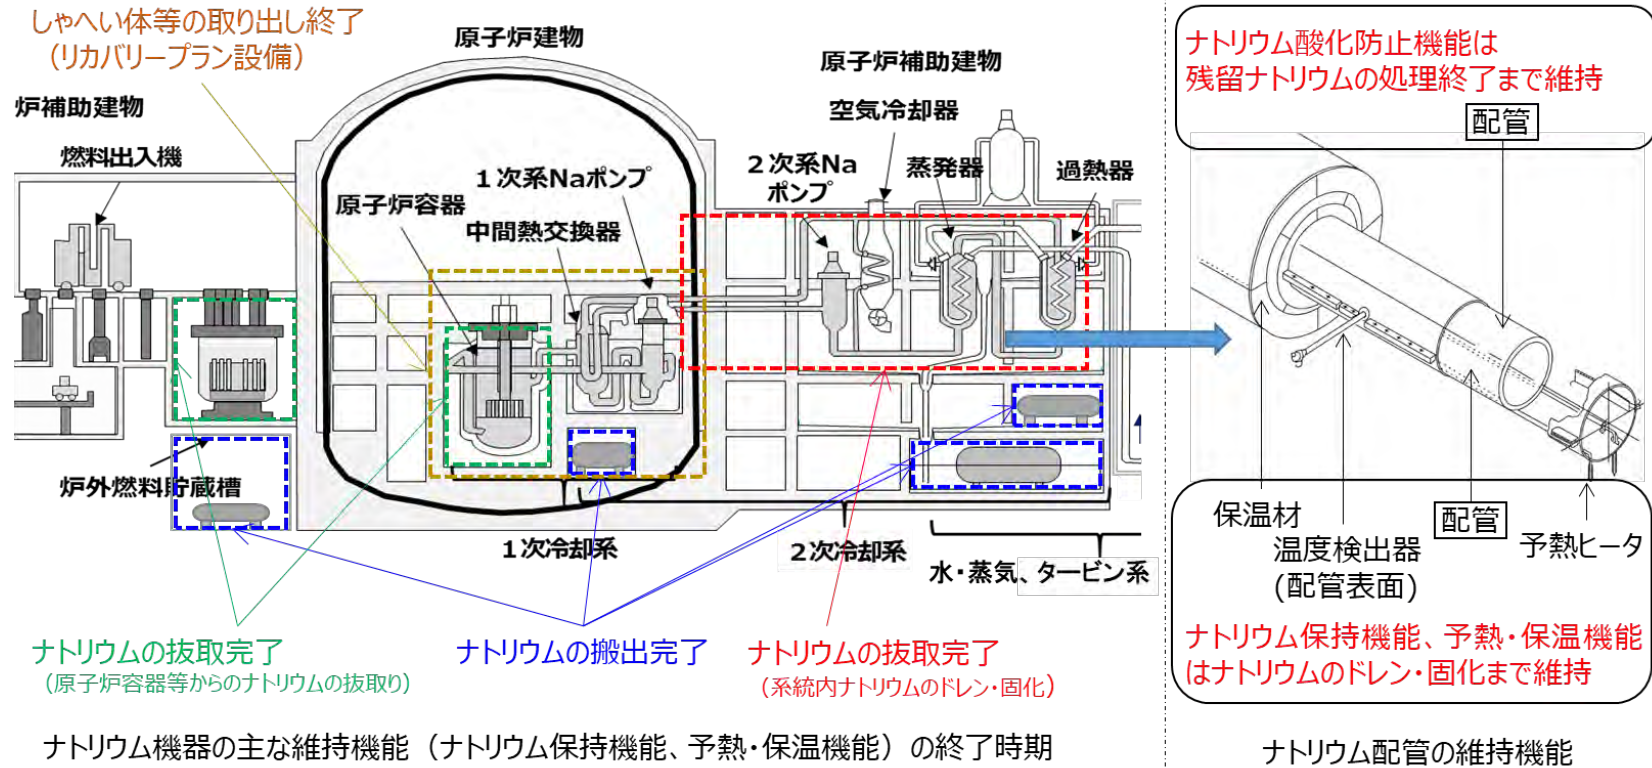 しゃへい体等の取り出し終了
（リカバリープラン設備）
原子炉建物
炉補助建物
燃料出入機
原子炉補助建物
空気冷却器
１次系Naポンプ
２次系Na
ポンプ
蒸発器
過熱器
原子炉容器
中間熱交換器
炉外燃料貯蔵槽
１次冷却系
２次冷却系
水・蒸気、タービン系
ナトリウムの抜取完了
（原子炉容器等からのナトリウムの抜取り）
ナトリウムの搬出完了
ナトリウムの抜取完了
（系統内ナトリウムのドレン・固化）
ナトリウム機器の主な維持機能（ナトリウム保持機能、予熱・保温機能）の終了時期
ナトリウム酸化防止機能は
残留ナトリウムの処理終了まで維持
配管
保温材
温度検出器
(配管表面)
配管
予熱ヒータ
ナトリウム保持機能、予熱・保温機能
はナトリウムのドレン・固化まで維持
ナトリウム配管の維持機能